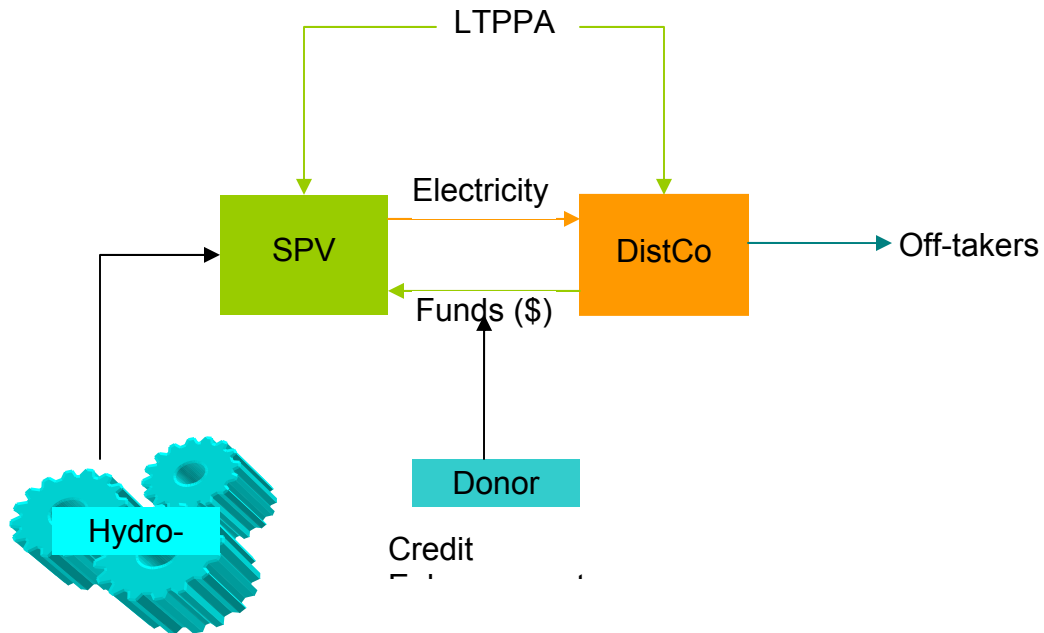 LTPPA
Electricity
SPV
DistCo
Off-takers
Funds ($)
Donor
Hydro-
Credit